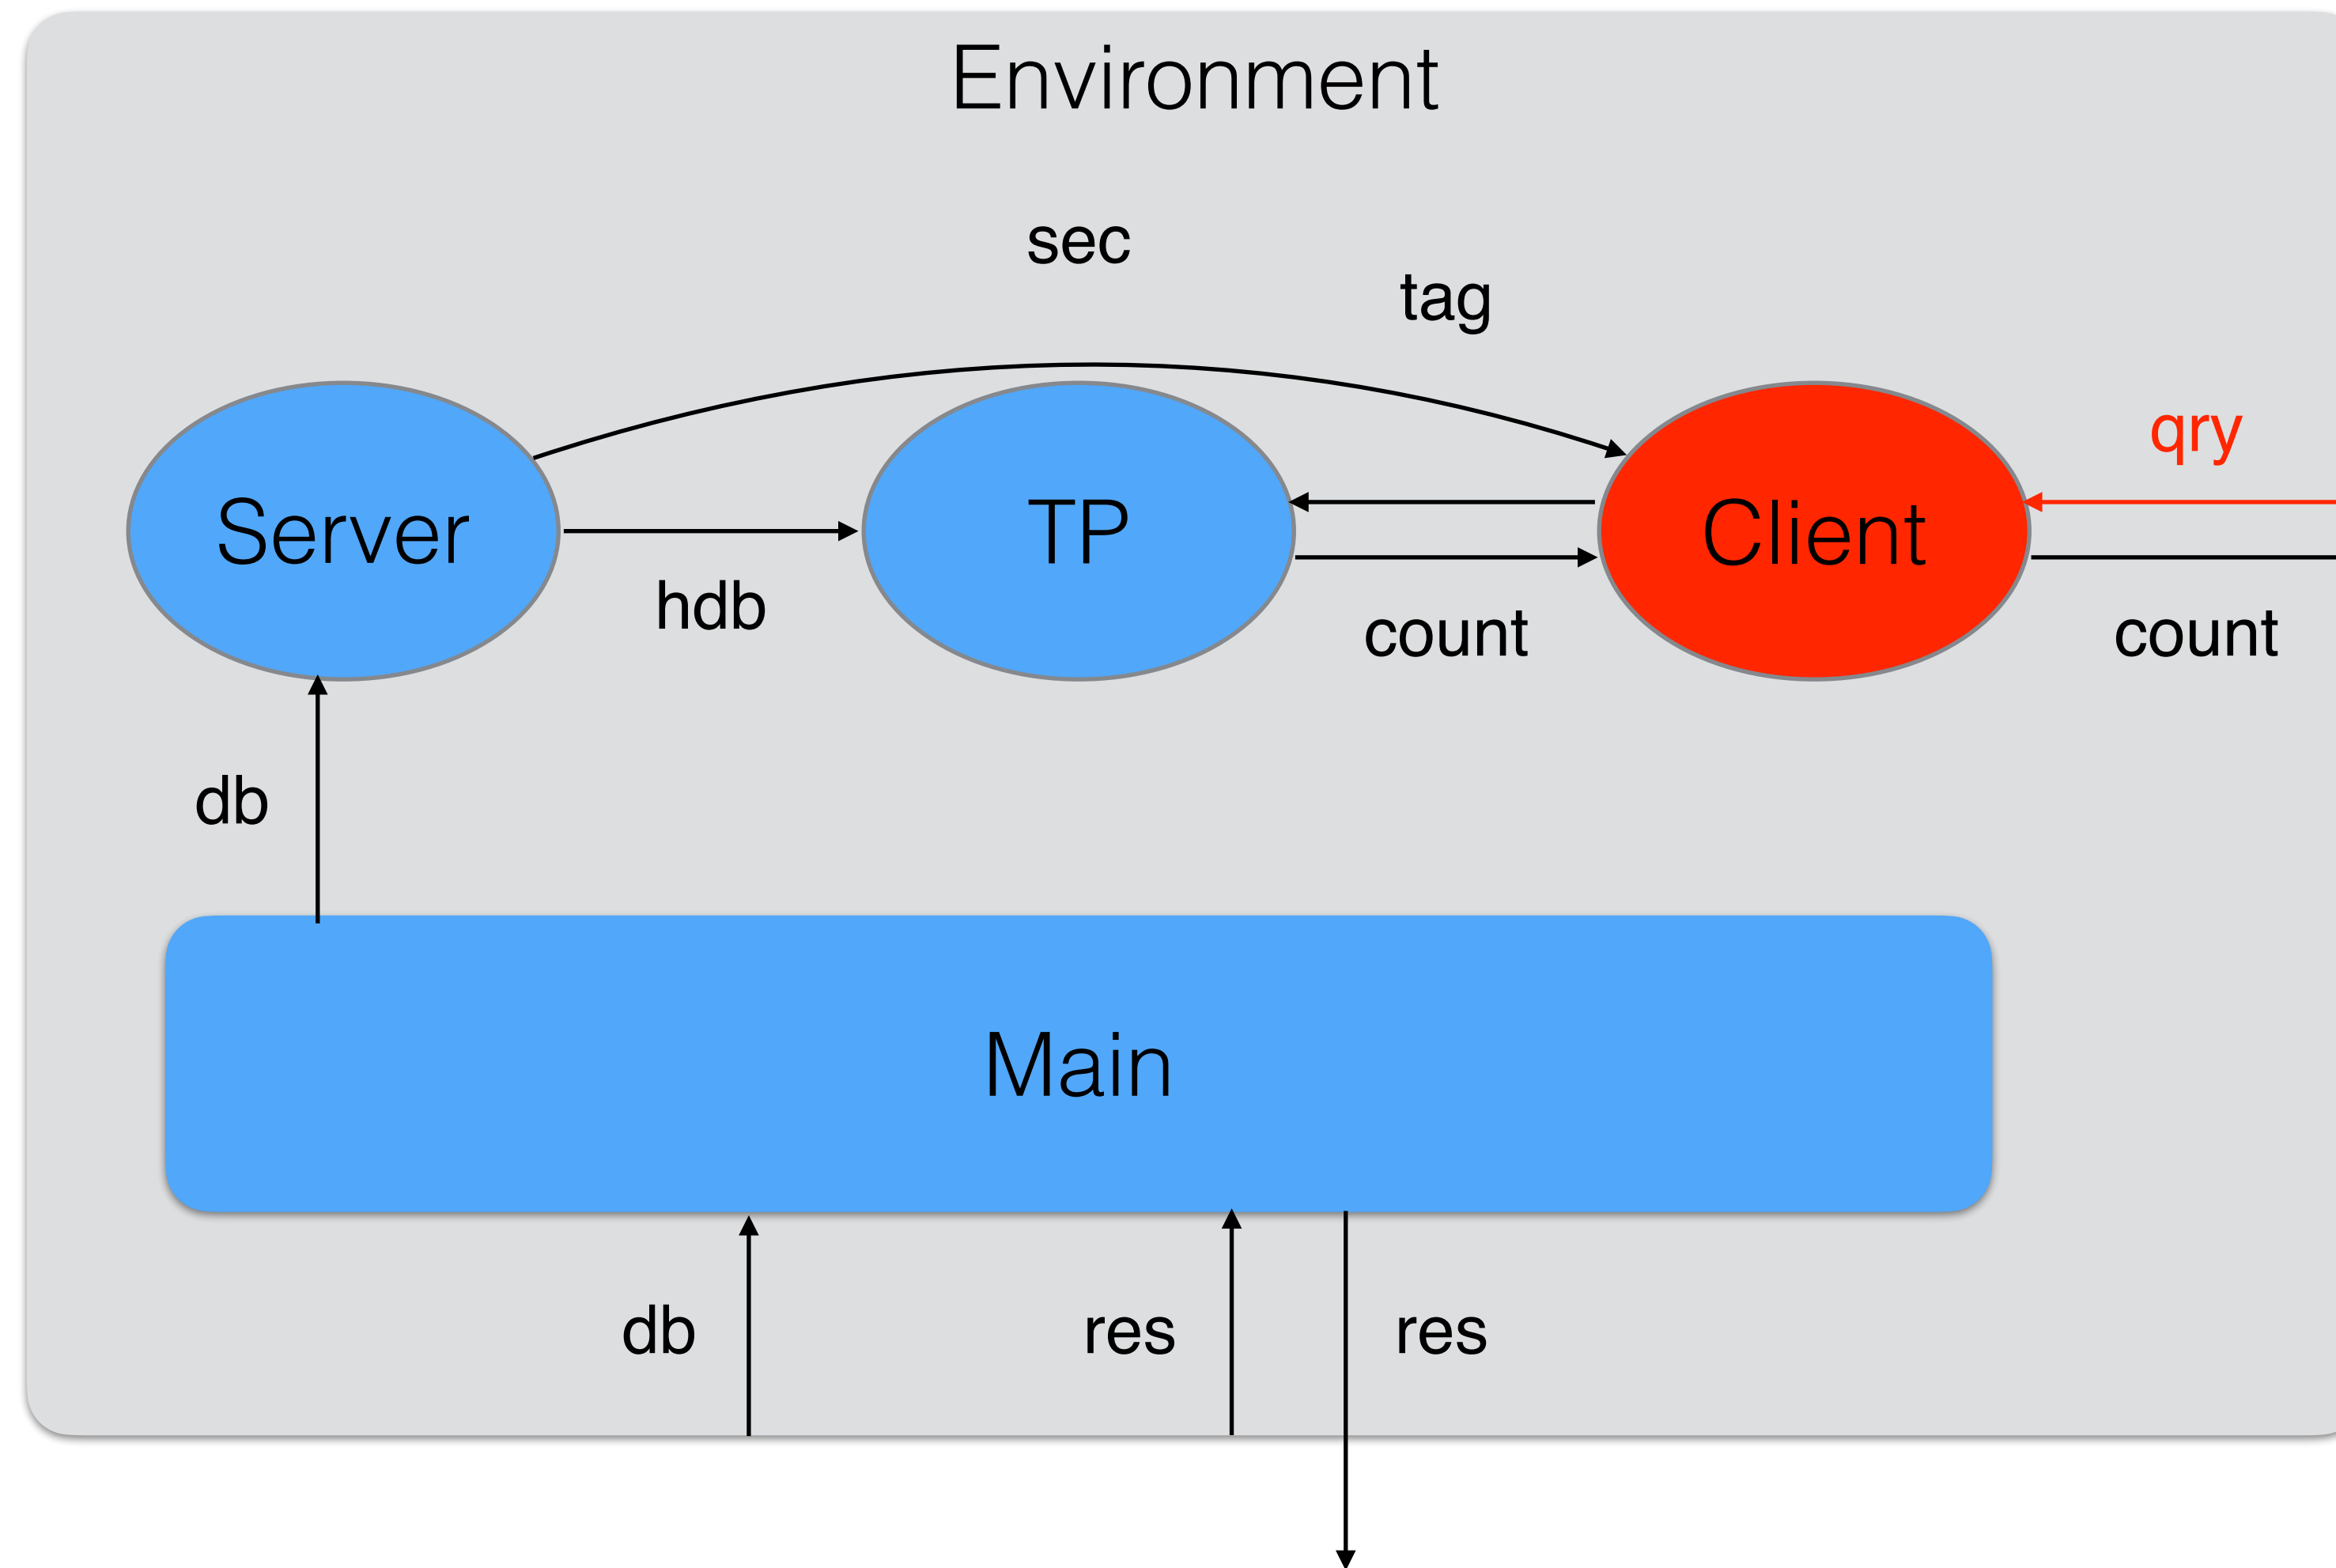 Environment
sec
tag
qry
Server
TP
Client
hdb
count
count
db
Main
db
res
res